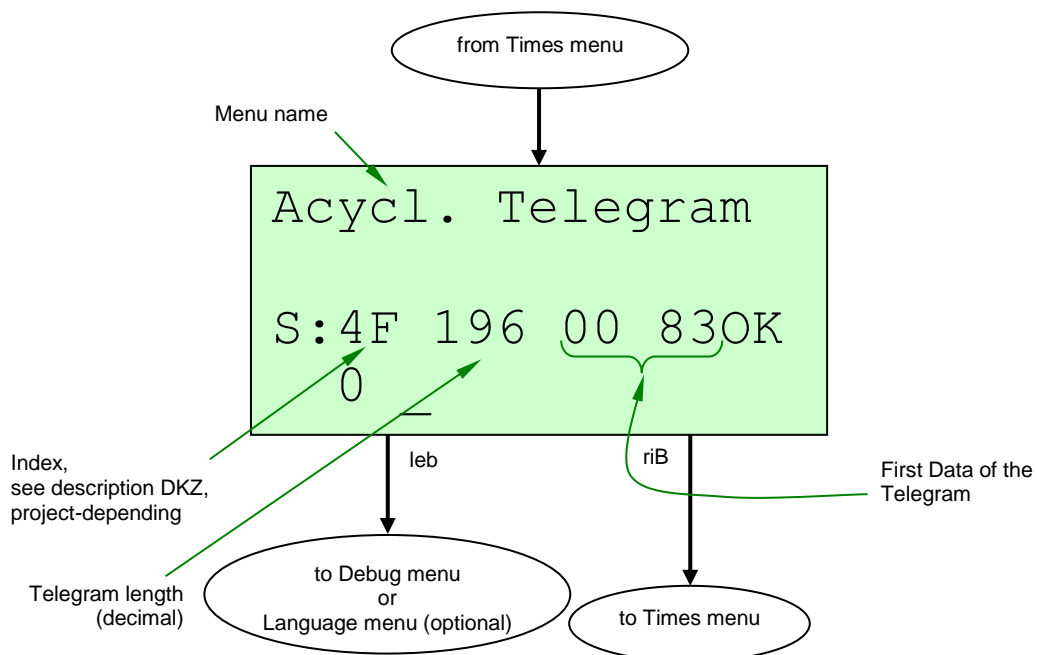 from Times menu
Menu name
Acycl. Telegram
S:4F 196 00 83OK
0 _
leb
riB
Index,
see description DKZ,
project-depending
First Data of the
Telegram
Telegram length
(decimal)
to Debug menu
or
Language menu (optional)
to Times menu